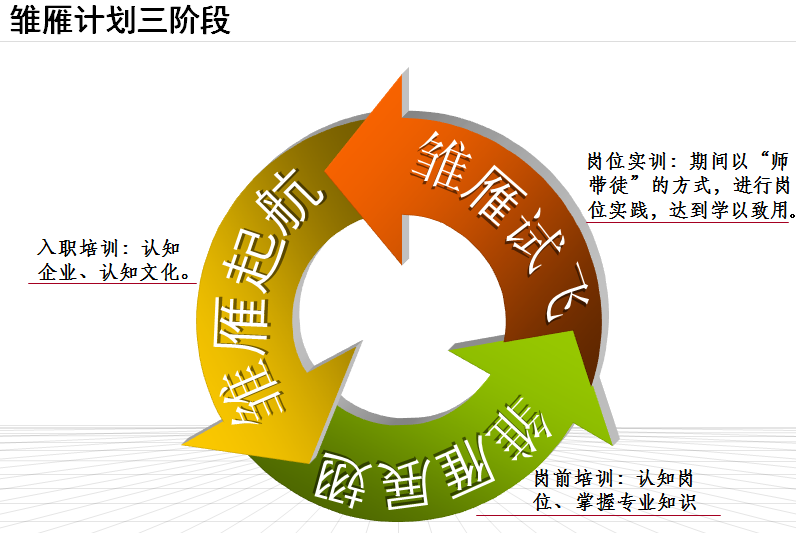 雏雁计划三阶段
雏雁试飞
岗位实训：期间以“师
带徒”的方式，进行岗
位实践，达到学以致用。
雏雁起航
入职培训：认知
企业、认知文化。
雏雁展翅
岗前培训：认知岗
位、掌握专业知识